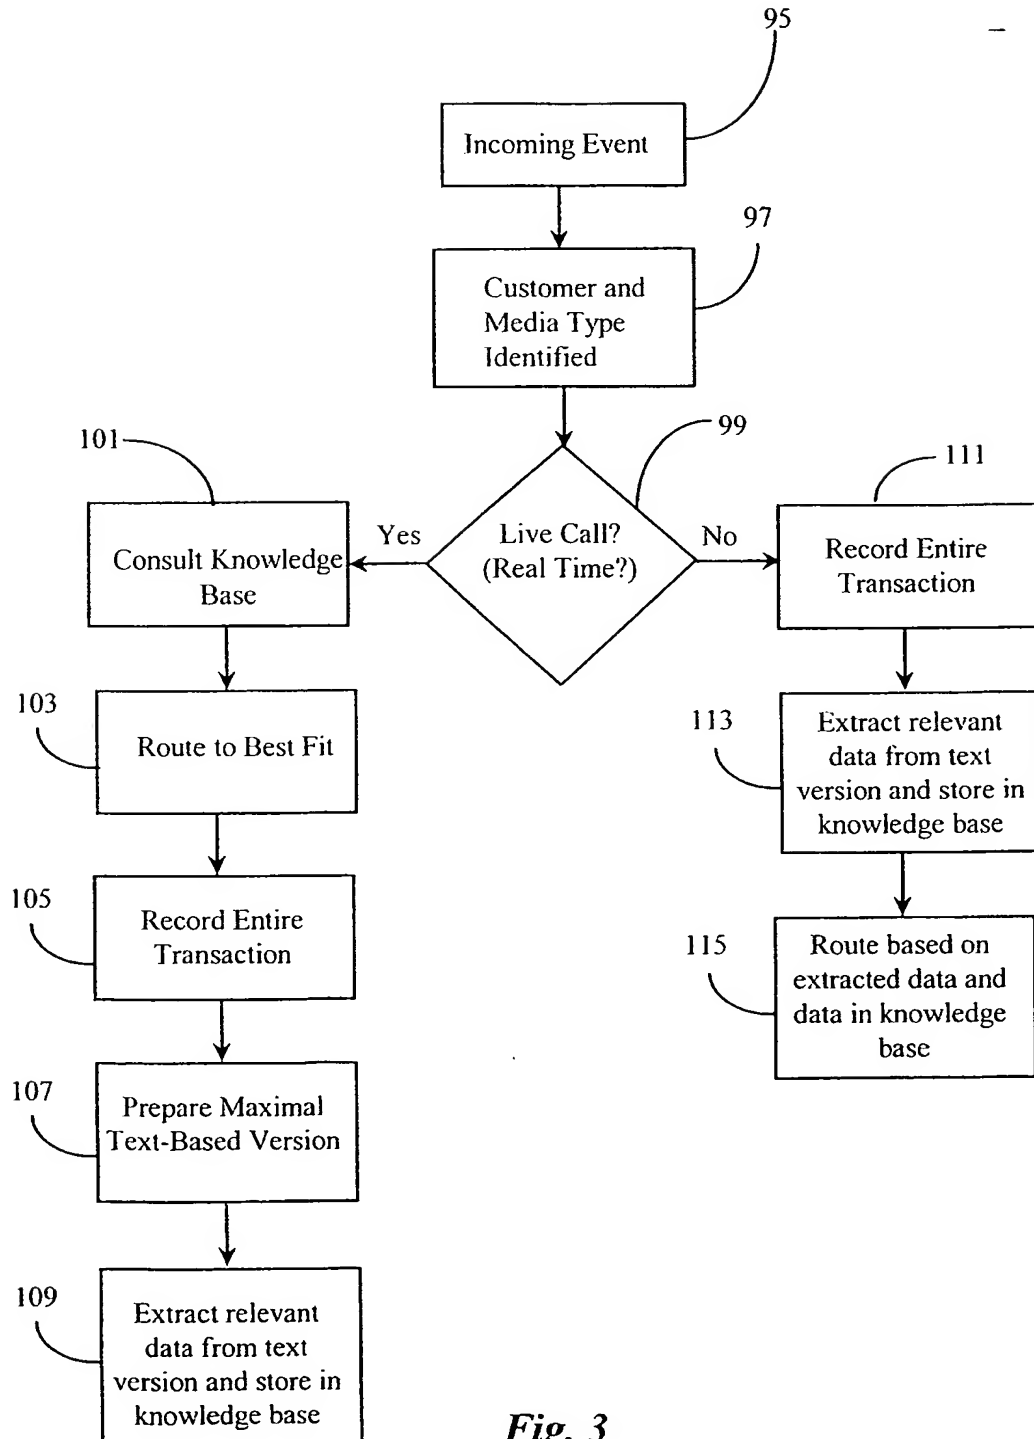 95
Incoming Event
97
Customer and
Media Type
Identified
99
101
111
Live Call?
(Real Time?)
Yes
No
Consult Knowledge
Base
Record Entire
Transaction
103
Route to Best Fit
113
Extract relevant
data from text
version and store in
knowledge base
105
Record Entire
Transaction
115
Route based on
extracted data and
data in knowledge
base
107
Prepare Maximal
Text-Based Version
109
Extract relevant
data from text
version and store in
knowledge base
Fig. 3